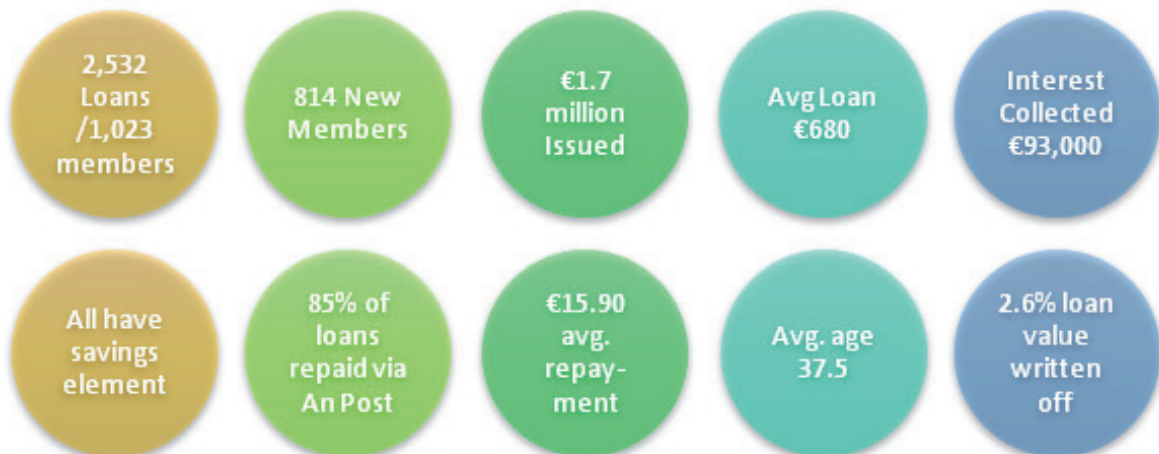 2,532
Loans
/1,023
members
814 New
Members
€1.7
million
Issued
Avg Loan
€680
Interest
Collected
€93,000
All have
savings
element
85% of
loans
repaid via
An Post
€15.90
avg.
repay-
ment
Avg. age
37.5
2.6% loan
value
written
off